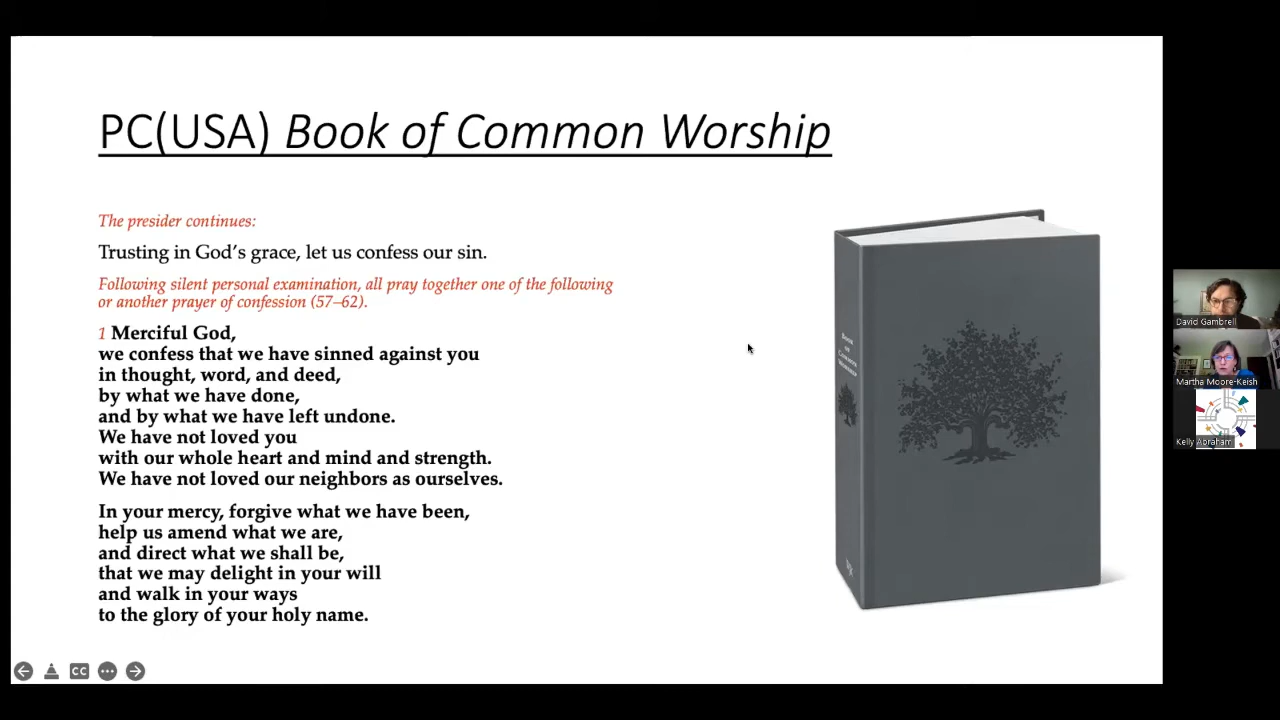 PC(USA) Book of Common Worship
The presider continues:
Trusting in God’s grace, let us confess our sin.
Following silent personal examination, all pray together one of the following
or another prayer of confession (57–62).
1 Merciful God,
we confess that we have sinned against you
in thought, word, and deed,
by what we have done,
and by what we have left undone.
We have not loved you
with our whole heart and mind and strength.
We have not loved our neighbors as ourselves.
In your mercy, forgive what we have been,
help us amend what we are,
and direct what we shall be,
that we may delight in your will
and walk in your ways
to the glory of your holy name.
Book
of
Common
Worship
WJK
CC
David Gambrell
Martha Moore-Keish
Kelly Abraham